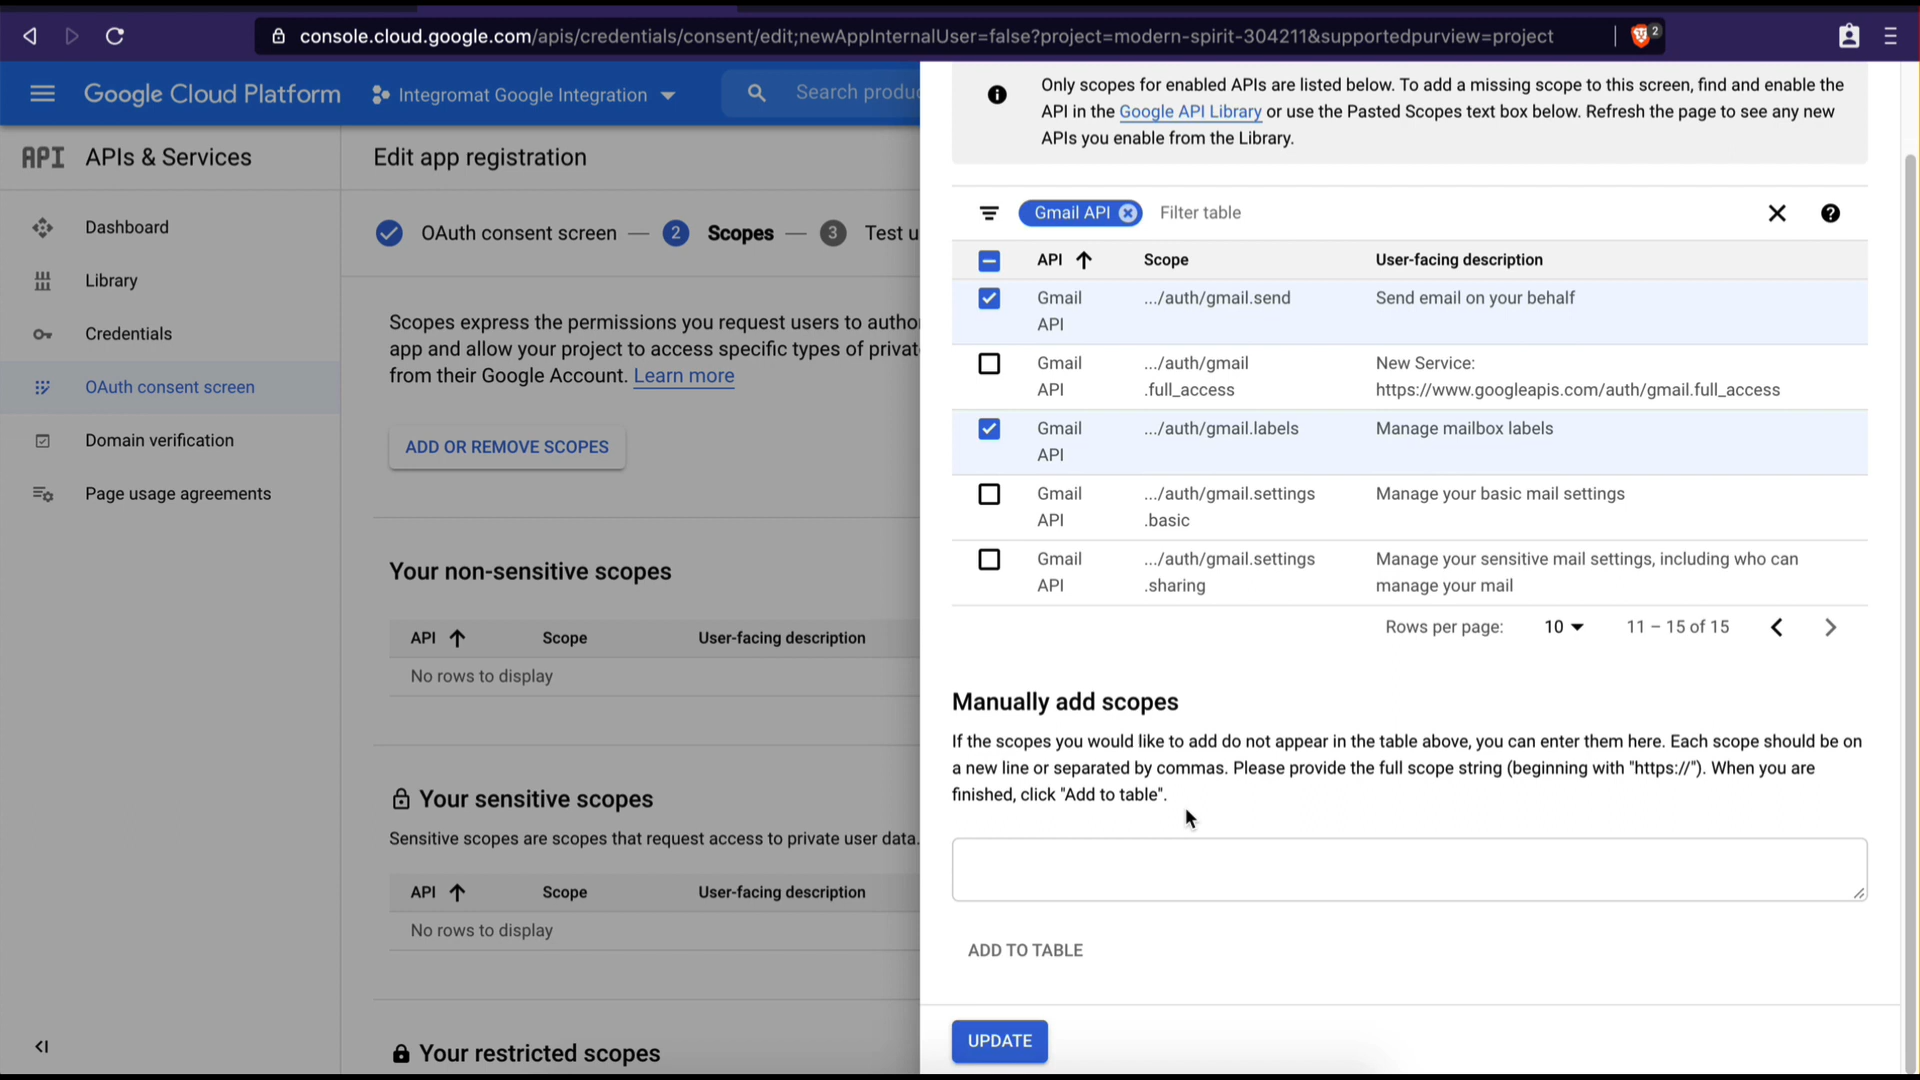 console.cloud.google.com/apis/credentials/consent/edit;newAppInternalUser=false?project=modern-spirit-304211&supportedpurview=project
2
Google Cloud Platform
Integromat Google Integration
Search produc
API APIs & Services
Dashboard
Library
Credentials
OAuth consent screen
Domain verification
Page usage agreements
Edit app registration
OAuth consent screen — 2 Scopes — 3 Test u
Scopes express the permissions you request users to author
app and allow your project to access specific types of privat
from their Google Account. Learn more
ADD OR REMOVE SCOPES
Your non-sensitive scopes
API Scope User-facing description
No rows to display
Your sensitive scopes
Sensitive scopes are scopes that request access to private user data.
API Scope User-facing description
No rows to display
Your restricted scopes
Only scopes for enabled APIs are listed below. To add a missing scope to this screen, find and enable the
API in the Google API Library or use the Pasted Scopes text box below. Refresh the page to see any new
APIs you enable from the Library.
Gmail API Filter table
API Scope User-facing description
Gmail .../auth/gmail.send Send email on your behalf
API
Gmail .../auth/gmail New Service:
API .full_access https://www.googleapis.com/auth/gmail.full_access
Gmail .../auth/gmail.labels Manage mailbox labels
API
Gmail .../auth/gmail.settings Manage your basic mail settings
API .basic
Gmail .../auth/gmail.settings Manage your sensitive mail settings, including who can
API .sharing manage your mail
Rows per page: 10 11 – 15 of 15
Manually add scopes
If the scopes you would like to add do not appear in the table above, you can enter them here. Each scope should be on
a new line or separated by commas. Please provide the full scope string (beginning with "https://"). When you are
finished, click "Add to table".
ADD TO TABLE
UPDATE